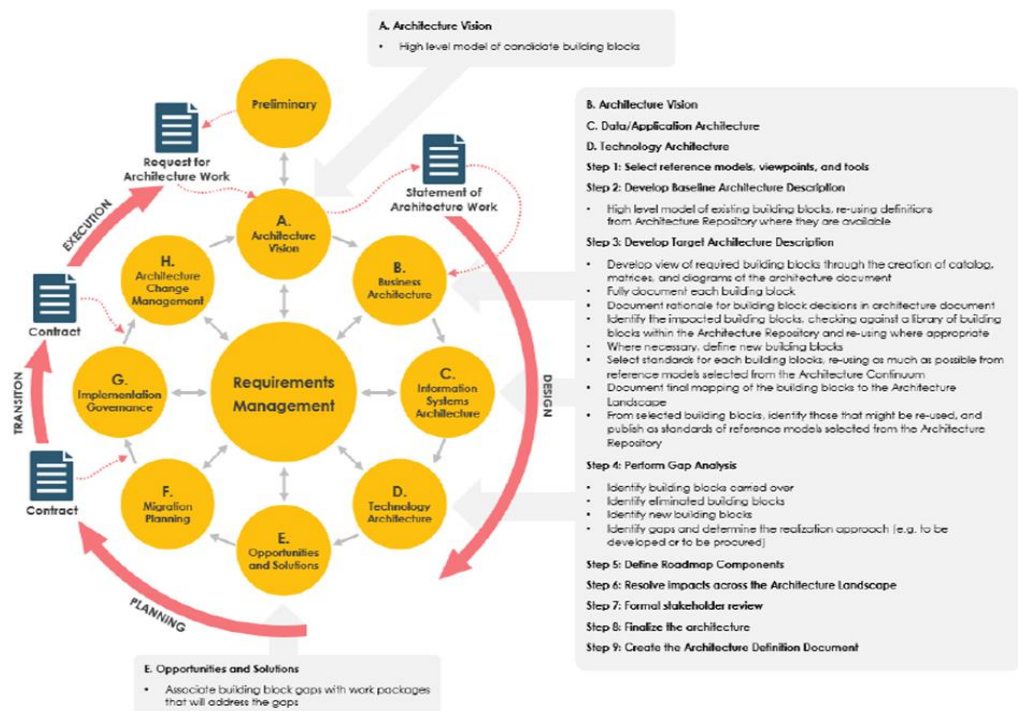 A. Architecture Vision
• High level model of candidate building blocks
Preliminary
Request for
Architecture Work
Statement of
Architecture Work
EXECUTION
A.
Architecture
Vision
H.
Architecture
Change
Management
B.
Business
Architecture
Contract
G.
Implementation
Governance
Requirements
Management
C.
Information
Systems
Architecture
TRANSITON
DESIGN
Contract
F.
Migration
Planning
D.
Technology
Architecture
E.
Opportunities
and Solutions
PLANNING
E. Opportunities and Solutions
• Associate building block gaps with work packages
that will address the gaps
B. Architecture Vision
C. Data/Application Architecture
D. Technology Architecture
Step 1: Select reference models, viewpoints, and tools
Step 2: Develop Baseline Architecture Description
• High level model of existing building blocks, re-using definitions
from Architecture Repository where they are available
Step 3: Develop Target Architecture Description
• Develop view of required building blocks through the creation of catalog,
matrices, and diagrams of the architecture document
• Fully document each building block
• Document rationale for building block decisions in architecture document
• Identify the impacted building blocks, checking against a library of building
blocks within the Architecture Repository and re-using where appropriate
• Where necessary, define new building blocks
• Select standards for each building blocks, re-using as much as possible from
reference models selected from the Architecture Continuum
• Document final mapping of the building blocks to the Architecture
Landscape
• From selected building blocks, identify those that might be re-used, and
publish as standards of reference models selected from the Architecture
Repository
Step 4: Perform Gap Analysis
• Identify building blocks carried over
• Identify eliminated building blocks
• Identify new building blocks
• Identify gaps and determine the realization approach (e.g. to be
developed or to be procured)
Step 5: Define Roadmap Components
Step 6: Resolve impacts across the Architecture Landscape
Step 7: Formal stakeholder review
Step 8: Finalize the architecture
Step 9: Create the Architecture Definition Document